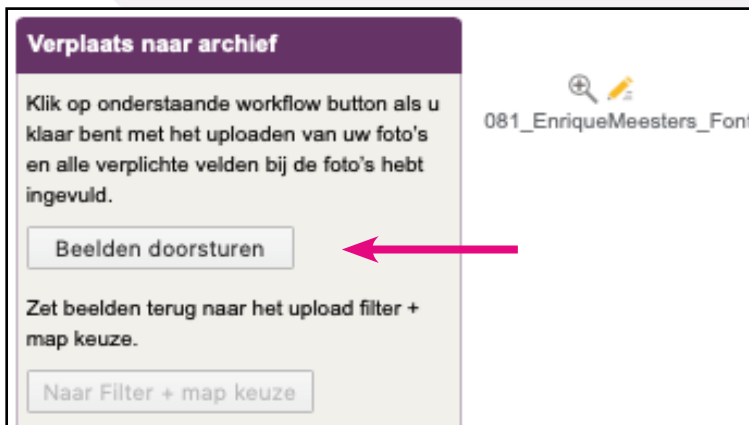 Verplaats naar archief
Klik op onderstaande workflow button als u
klaar bent met het uploaden van uw foto's
en alle verplichte velden bij de foto's hebt
ingevuld.
Beelden doorsturen
Zet beelden terug naar het upload filter +
map keuze.
Naar Filter + map keuze
081_EnriqueMeesters_Font